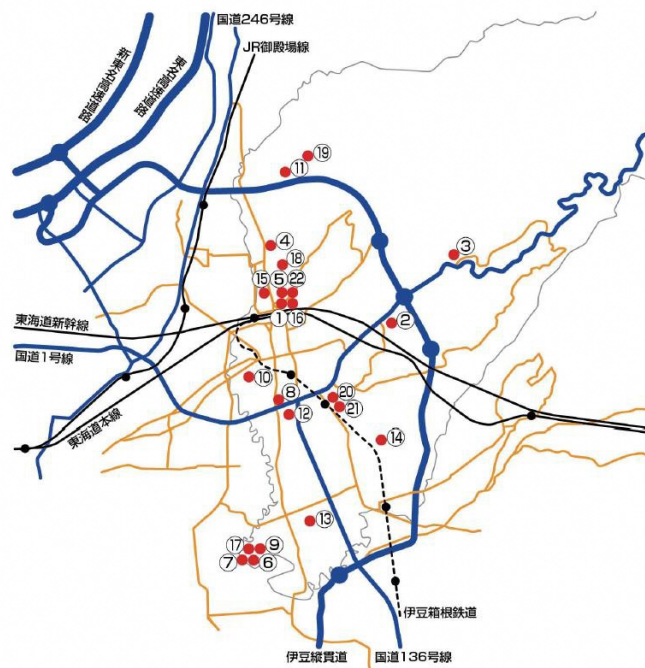 国道246号線
JR御殿場線
新東名高速道路
東名高速道路
⑲
⑪
④
③
⑱
⑮
⑤
㉒
東海道新幹線
①
⑯
②
国道1号線
⑩
⑧
⑳
㉑
⑫
東海道本線
⑭
⑬
⑰
⑨
⑦
⑥
伊豆箱根鉄道
伊豆縦貫道
国道136号線